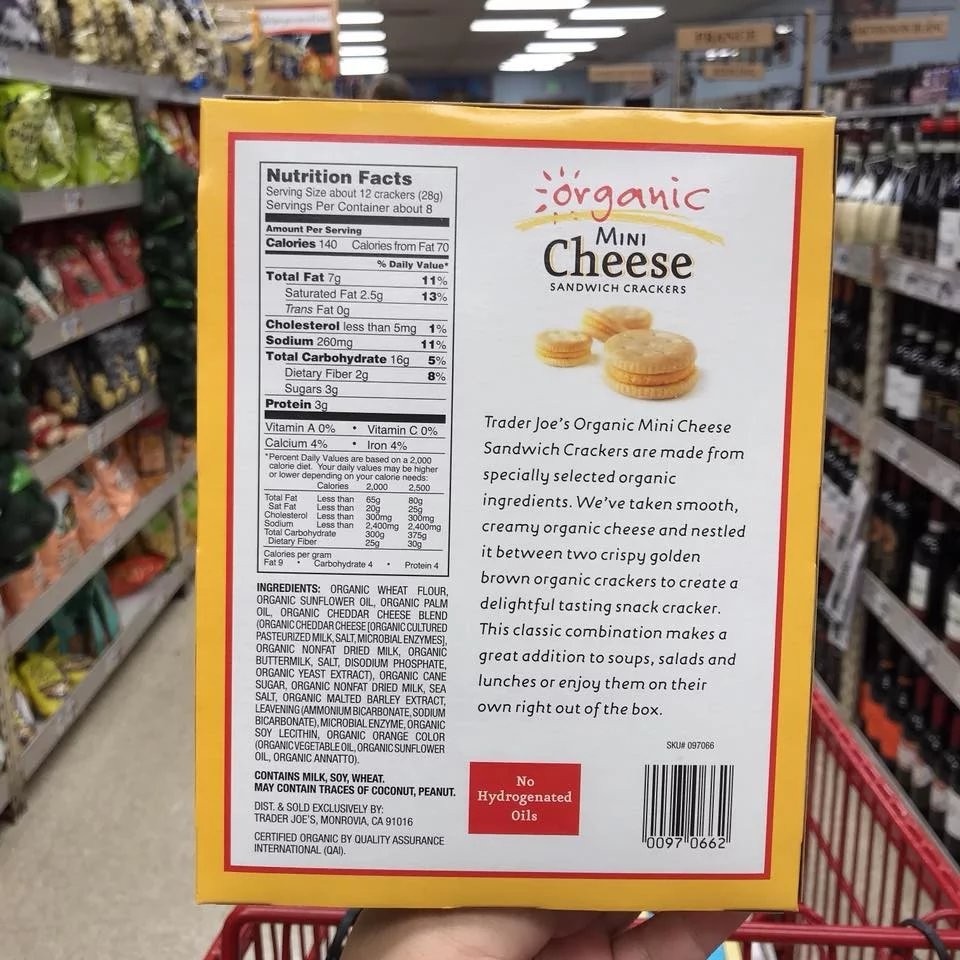 FRANCE
Nutrition Facts
Serving Size about 12 crackers (28g)
Servings Per Container about 8
Amount Per Serving
Calories 140 Calories from Fat 70
% Daily Value*
Total Fat 7g 11%
Saturated Fat 2.5g 13%
Trans Fat 0g
Cholesterol less than 5mg 1%
Sodium 260mg 11%
Total Carbohydrate 16g 5%
Dietary Fiber 2g 8%
Sugars 3g
Protein 3g
Vitamin A 0% • Vitamin C 0%
Calcium 4% • Iron 4%
*Percent Daily Values are based on a 2,000
calorie diet. Your daily values may be higher
or lower depending on your calorie needs:
Calories 2,000 2,500
Total Fat Less than 65g 80g
Sat Fat Less than 20g 25g
Cholesterol Less than 300mg 300mg
Sodium Less than 2,400mg 2,400mg
Total Carbohydrate 300g 375g
Dietary Fiber 25g 30g
Calories per gram
Fat 9 • Carbohydrate 4 • Protein 4
INGREDIENTS: ORGANIC WHEAT FLOUR,
ORGANIC SUNFLOWER OIL, ORGANIC PALM
OIL, ORGANIC CHEDDAR CHEESE BLEND
(ORGANIC CHEDDAR CHEESE [ORGANIC CULTURED
PASTEURIZED MILK, SALT, MICROBIAL ENZYMES],
ORGANIC NONFAT DRIED MILK, ORGANIC
BUTTERMILK, SALT, DISODIUM PHOSPHATE,
ORGANIC YEAST EXTRACT), ORGANIC CANE
SUGAR, ORGANIC NONFAT DRIED MILK, SEA
SALT, ORGANIC MALTED BARLEY EXTRACT,
LEAVENING (AMMONIUM BICARBONATE, SODIUM
BICARBONATE), MICROBIAL ENZYME, ORGANIC
SOY LECITHIN, ORGANIC ORANGE COLOR
(ORGANIC VEGETABLE OIL, ORGANIC SUNFLOWER
OIL, ORGANIC ANNATTO).
CONTAINS MILK, SOY, WHEAT.
MAY CONTAIN TRACES OF COCONUT, PEANUT.
DIST. & SOLD EXCLUSIVELY BY:
TRADER JOE'S, MONROVIA, CA 91016
CERTIFIED ORGANIC BY QUALITY ASSURANCE
INTERNATIONAL (QAI).
organic
MINI
Cheese
SANDWICH CRACKERS
Trader Joe's Organic Mini Cheese
Sandwich Crackers are made from
specially selected organic
ingredients. We've taken smooth,
creamy organic cheese and nestled
it between two crispy golden
brown organic crackers to create a
delightful tasting snack cracker.
This classic combination makes a
great addition to soups, salads and
lunches or enjoy them on their
own right out of the box.
SKU# 097066
No
Hydrogenated
Oils
0097 0662